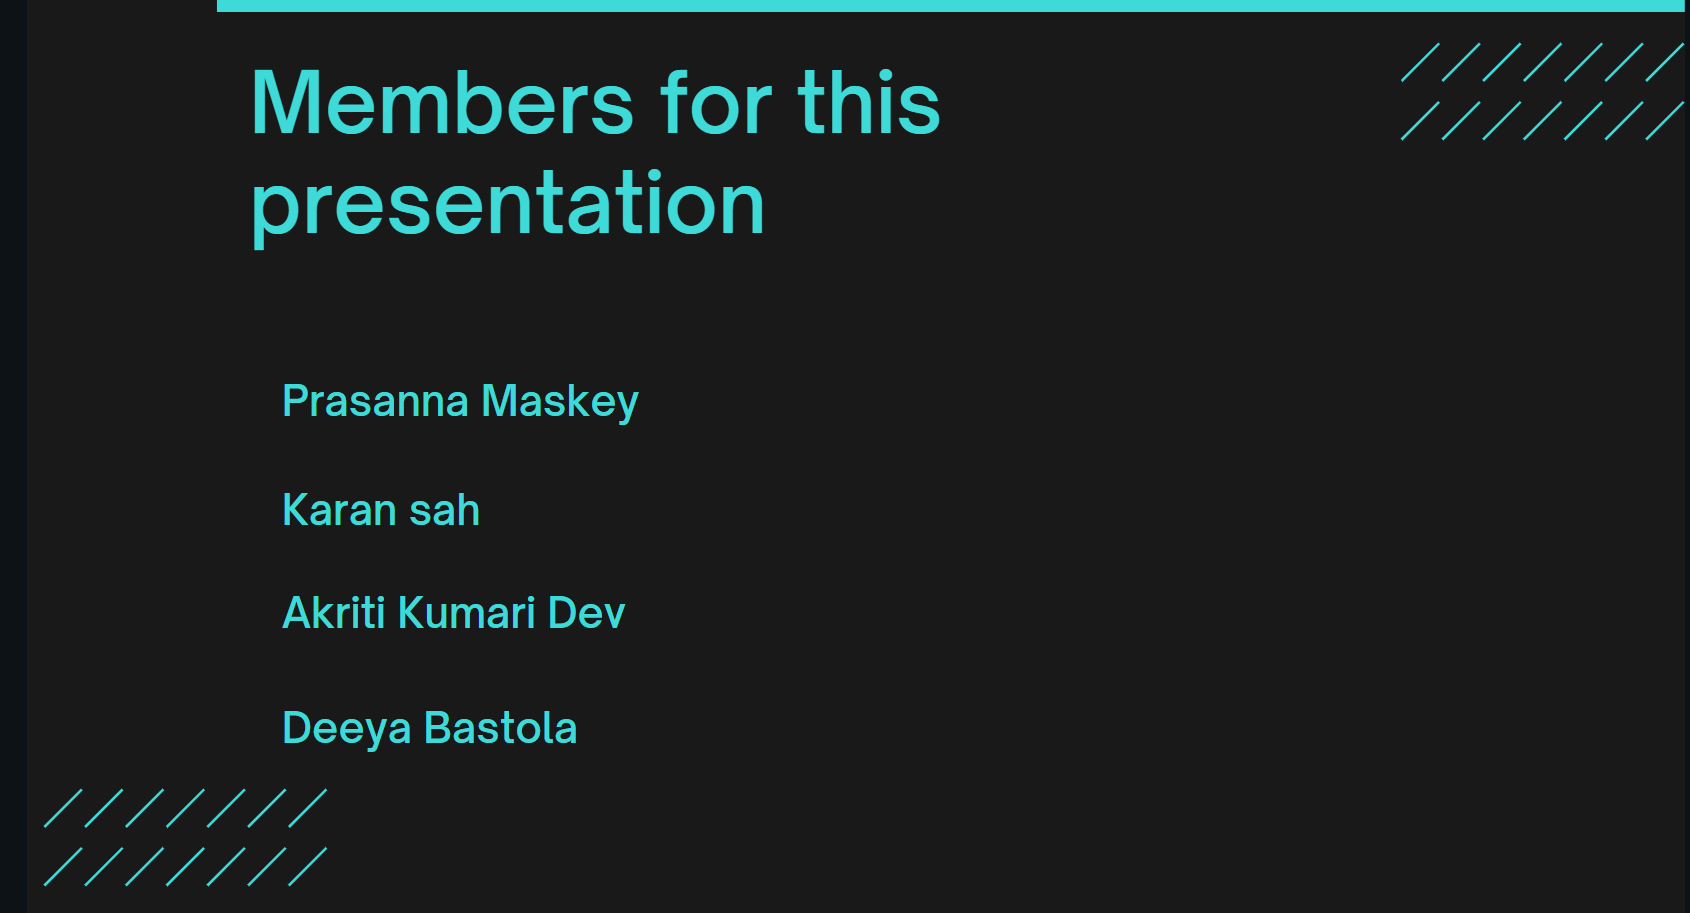 Members for this
presentation
Prasanna Maskey
Karan sah
Akriti Kumari Dev
Deeya Bastola